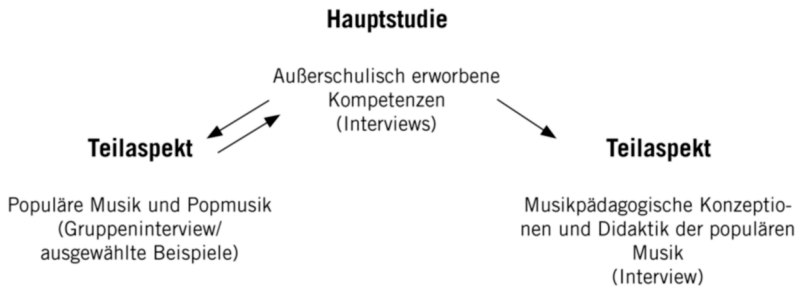 Hauptstudie
Außerschulisch erworbene
Kompetenzen
(Interviews)
Teilaspekt
Populäre Musik und Popmusik
(Gruppeninterview/
ausgewählte Beispiele)
Teilaspekt
Musikpädagogische Konzeptio-
nen und Didaktik der populären
Musik
(Interview)